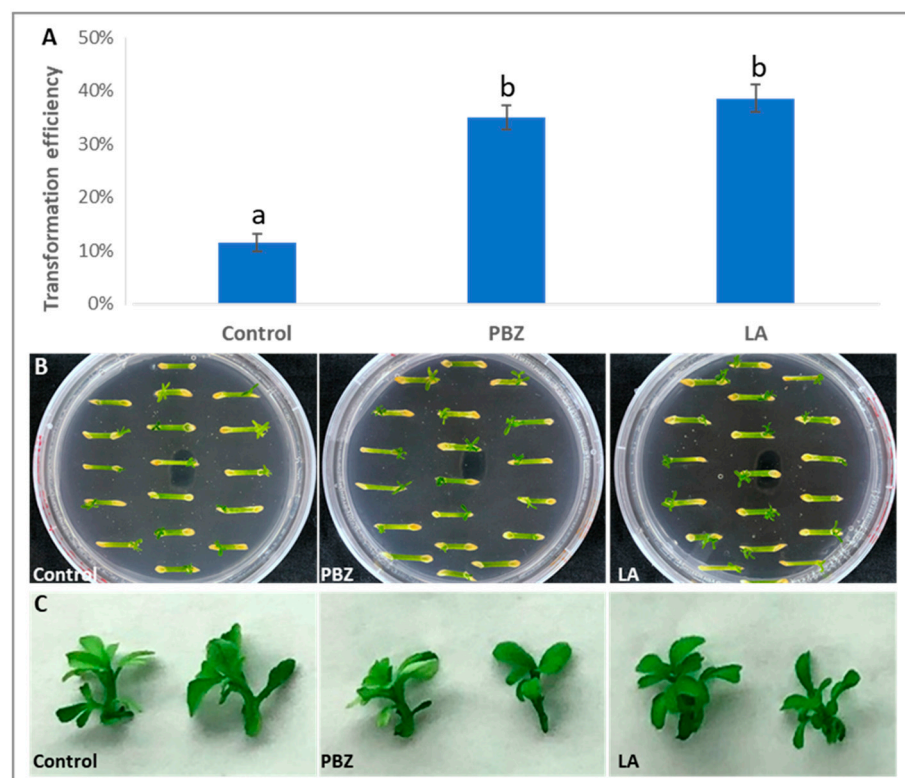 A
50%
40%
30%
20%
10%
0%
Transformation efficiency
a
b
b
Control
PBZ
LA
B
Control
PBZ
LA
C
Control
PBZ
LA